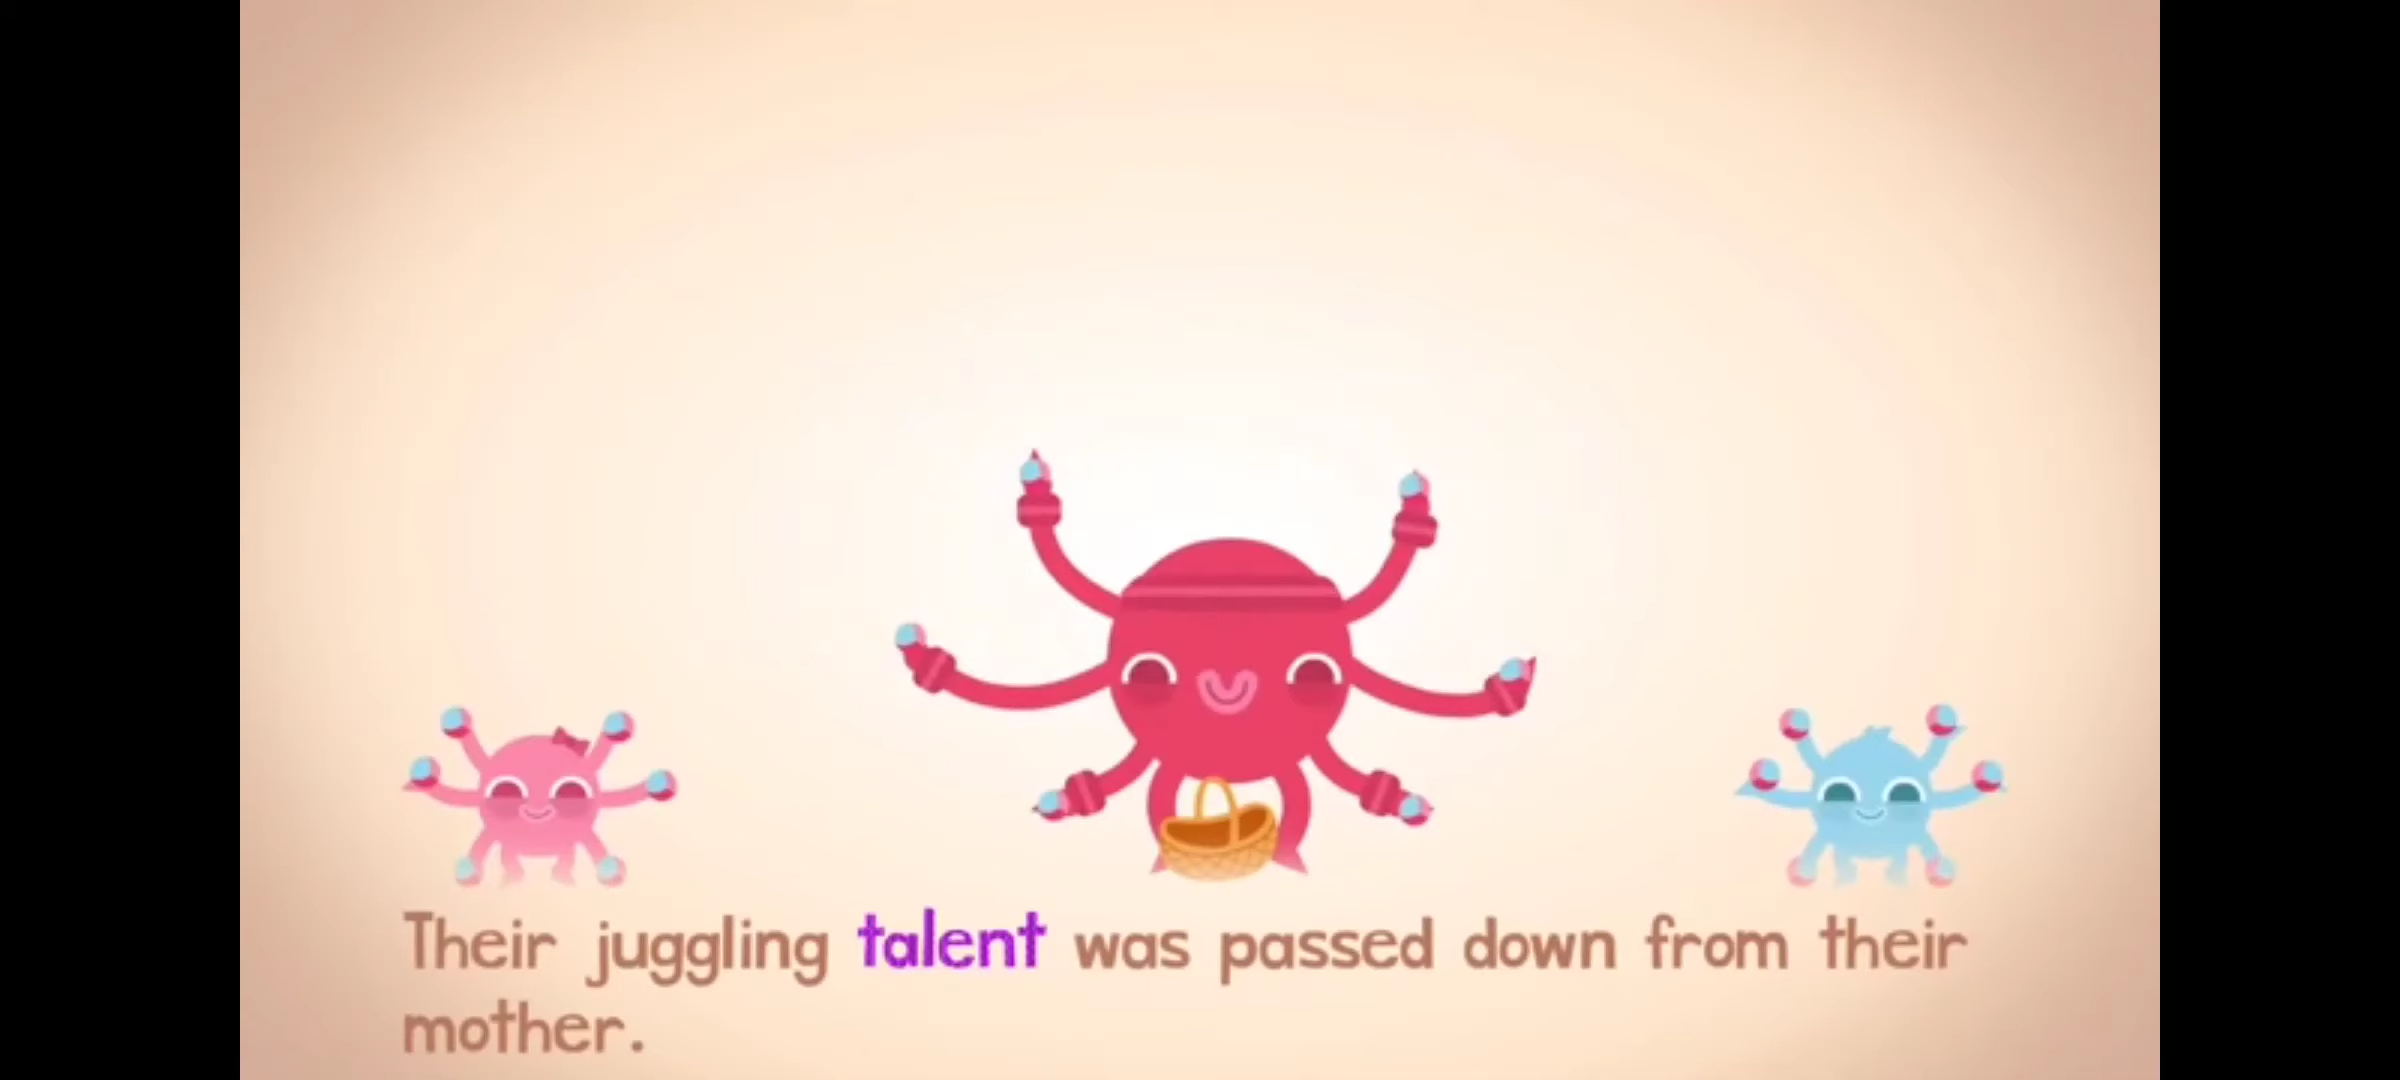 Their juggling talent was passed down from their
mother.